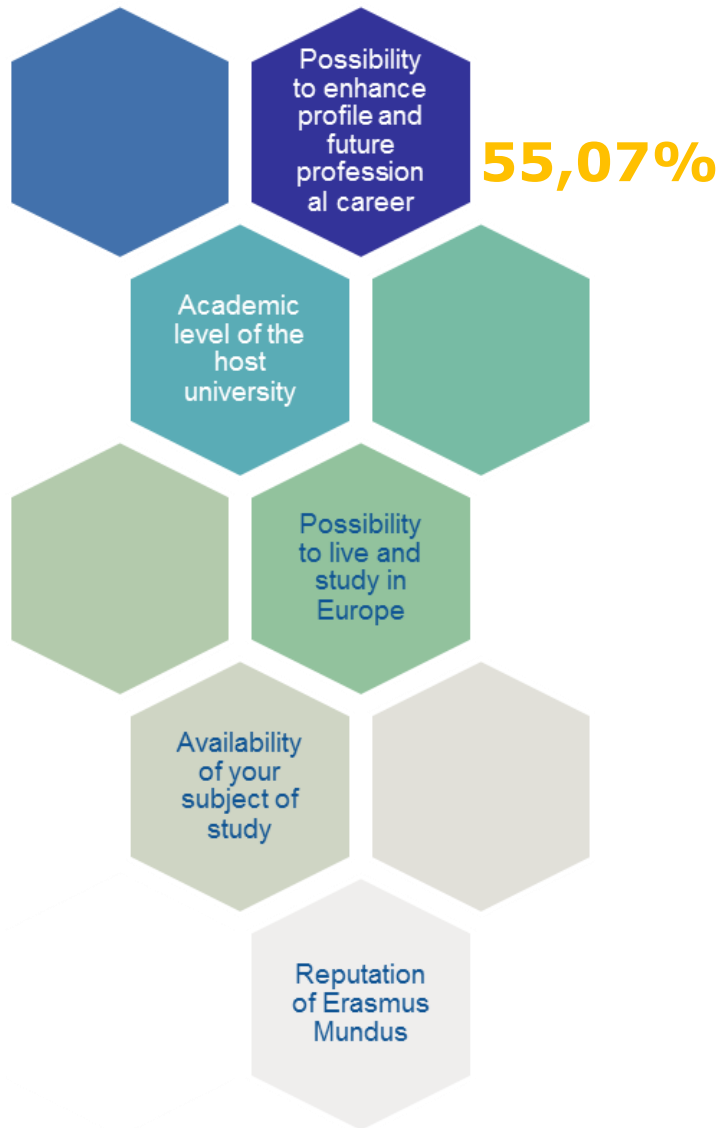 Possibility
to enhance
profile and
future
profession
al career
55,07%
Academic
level of the
host
university
Possibility
to live and
study in
Europe
Availability
of your
subject of
study
Reputation
of Erasmus
Mundus